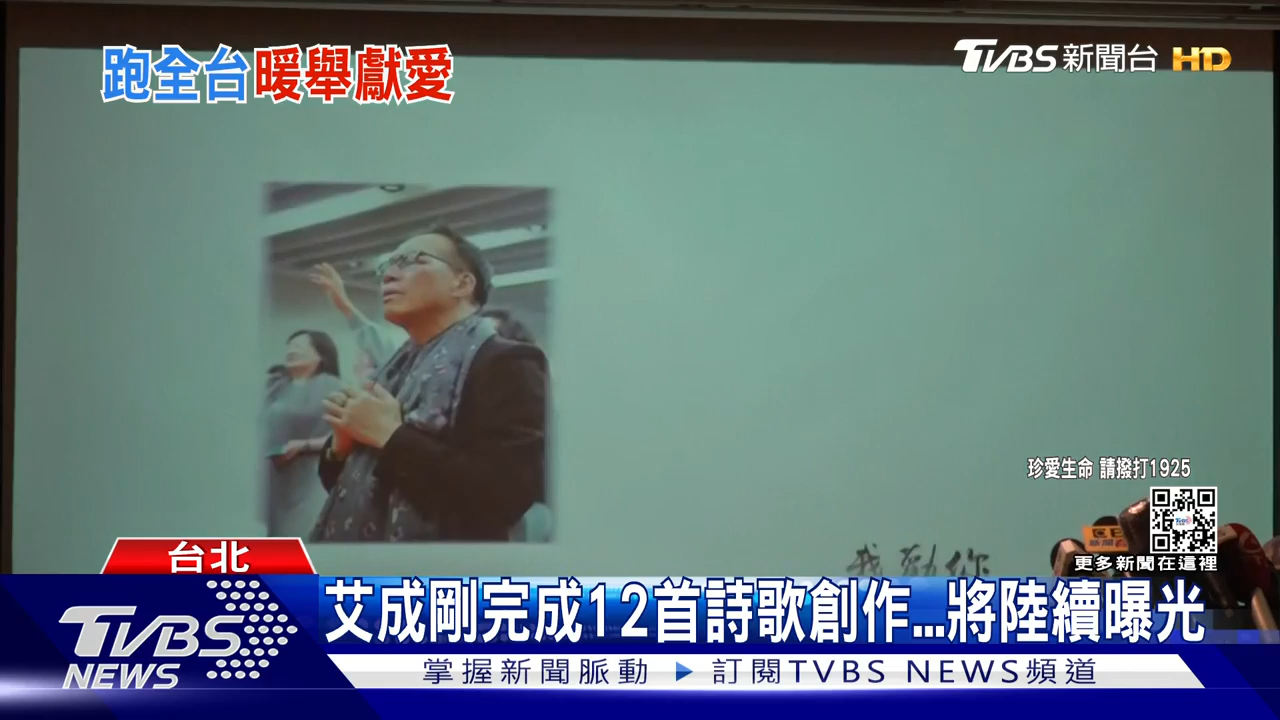 跑全台暖舉獻愛
TVBS新聞台 HD
珍愛生命 請撥打1925
更多新聞在這裡
我勸你
台北
艾成剛完成12首詩歌創作...將陸續曝光
TVBS NEWS
掌握新聞脈動 ▶ 訂閱TVBS NEWS頻道